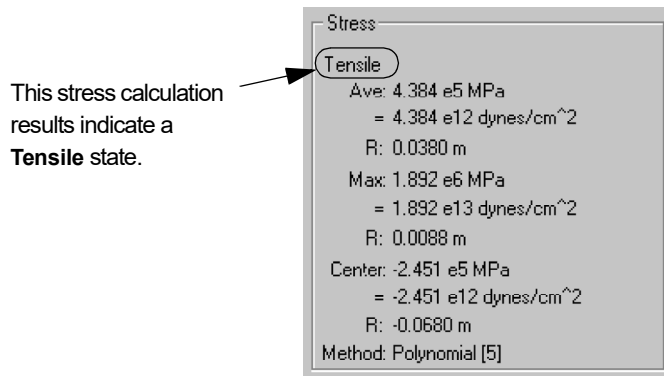 This stress calculation
results indicate a
Tensile state.
Stress
Tensile
Ave: 4.384 e5 MPa
= 4.384 e12 dynes/cm^2
R: 0.0380 m
Max: 1.892 e6 MPa
= 1.892 e13 dynes/cm^2
R: 0.0088 m
Center: -2.451 e5 MPa
= -2.451 e12 dynes/cm^2
R: -0.0680 m
Method: Polynomial [5]